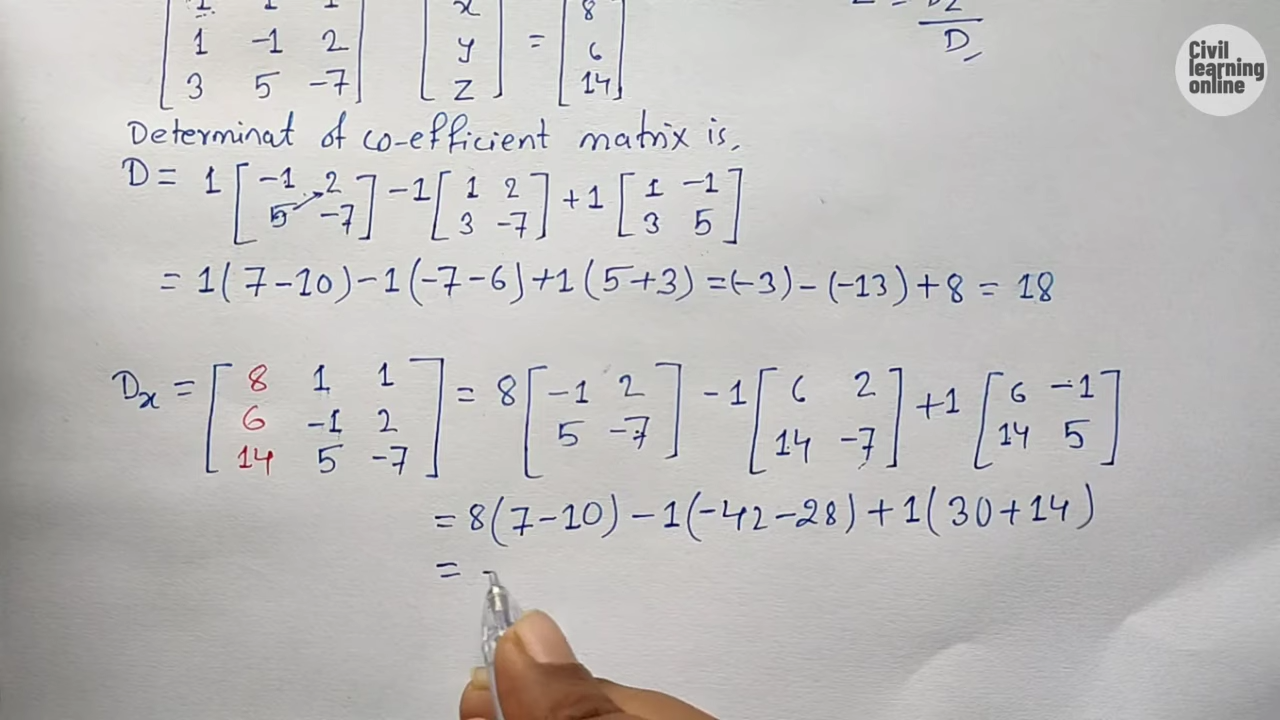 [1 1 1] [x] [8]
[1 -1 2] [y] = [6]
[3 5 -7] [z] [14]
D
Civil
learning
online
Determinat of co-efficient matrix is,
D = 1 [-1 2] -1 [1 2] +1 [1 -1]
[5 -7] [3 -7] [3 5]
= 1(7-10)-1(-7-6)+1(5+3) = (-3)-(-13)+8 = 18
Dx = [8 1 1] = 8 [-1 2] -1 [6 2] +1 [6 -1]
[6 -1 2] [5 -7] [14 -7] [14 5]
[14 5 -7]
= 8(7-10)-1(-42-28)+1(30+14)
= -